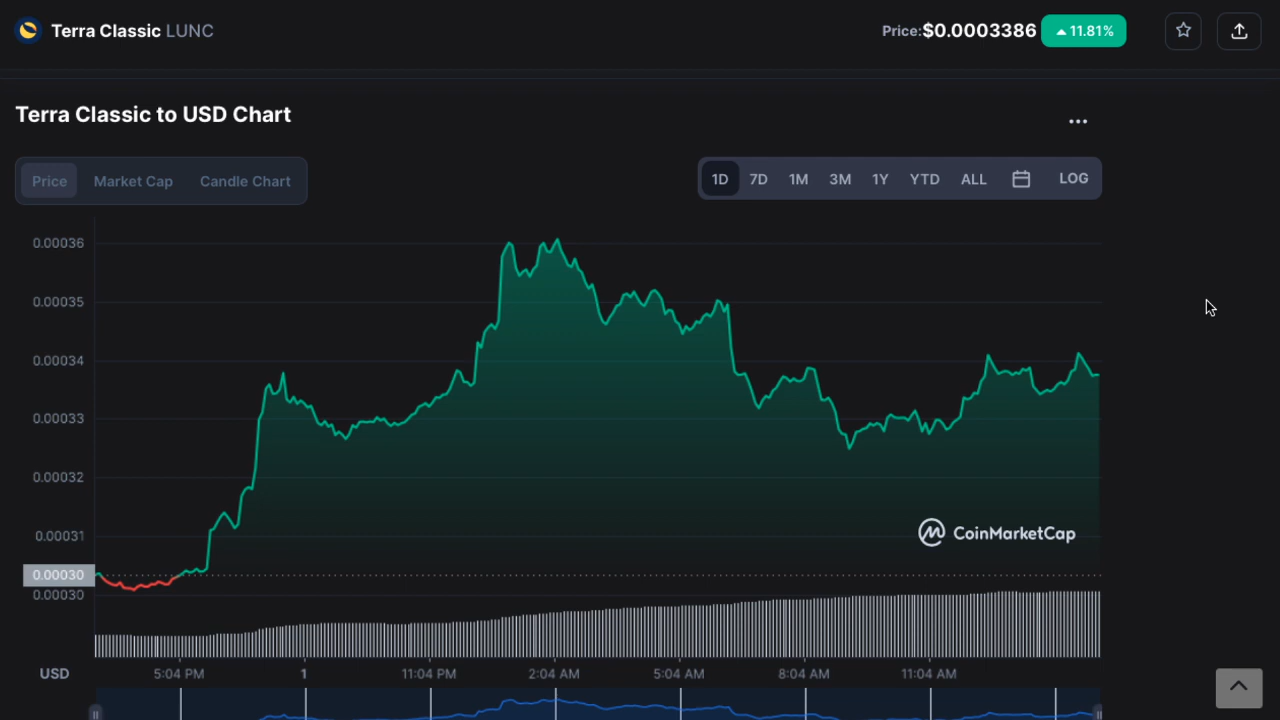 Terra Classic LUNC
Price:$0.0003386 11.81%
Terra Classic to USD Chart
Price Market Cap Candle Chart
1D 7D 1M 3M 1Y YTD ALL LOG
0.00036
0.00035
0.00034
0.00033
0.00032
0.00031
CoinMarketCap
0.00030
0.00030
USD 5:04 PM 1 11:04 PM 2:04 AM 5:04 AM 8:04 AM 11:04 AM